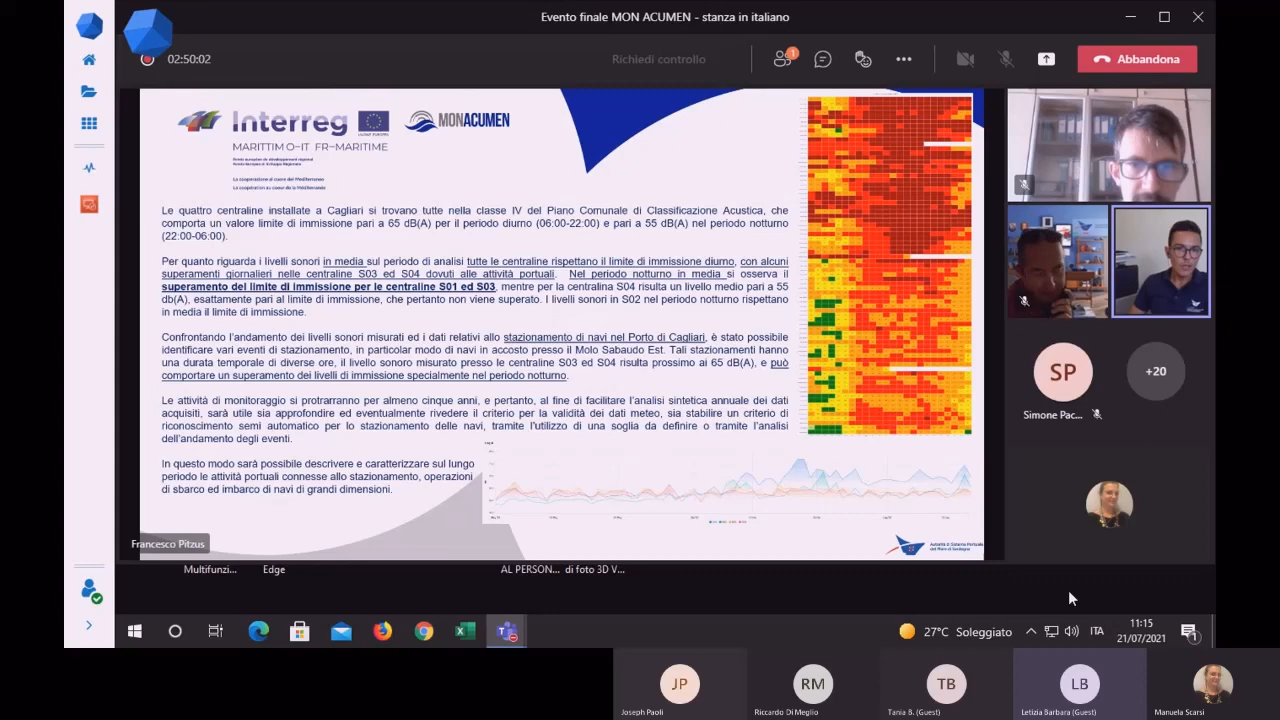 Evento finale MON ACUMEN - stanza in italiano
02:50:02
Richiedi controllo
1
Abbandona
Interreg
MONACUMEN
MARITTIMO-IT FR-MARITIME
La cooperazione al cuore del Mediterraneo
La coopération au coeur de la Méditerranée
Le quattro centraline installate a Cagliari si trovano tutte nella classe IV del Piano Comunale di Classificazione Acustica, che
comporta un valore limite di immissione pari a 65 dB(A) per il periodo diurno (06:00-22:00) e pari a 55 dB(A) nel periodo notturno
(22:00-06:00).
Per quanto riguarda i livelli sonori in media sul periodo di analisi tutte le centraline rispettano il limite di immissione diurno, con alcuni
superamenti giornalieri nelle centraline S03 ed S04 dovuti alle attività portuali. Nel periodo notturno in media si osserva il
superamento del limite di immissione per le centraline S01 ed S03, mentre per la centralina S04 risulta un livello medio pari a 55
db(A), esattamente pari al limite di immissione, che pertanto non viene superato. I livelli sonori in S02 nel periodo notturno rispettano
in media il limite di immissione.
Confrontando l'andamento dei livelli sonori misurati ed i dati relativi allo stazionamento di navi nel Porto di Cagliari, è stato possibile
identificare vari eventi di stazionamento, in particolar modo di navi in accosto presso il Molo Sabaudo Est. Tali stazionamenti hanno
una durata temporale di diverse ore, il livello sonoro misurato presso le centraline S03 ed S04 risulta prossimo ai 65 dB(A), e può
comportare un superamento dei livelli di immissione specialmente nel periodo notturno.
Le attività di monitoraggio si protrarranno per almeno cinque anni, e pertanto, al fine di facilitare l'analisi sintetica annuale dei dati
acquisiti, sarà utile sia approfondire ed eventualmente rivedere il criterio per la validità dei dati meteo, sia stabilire un criterio di
riconoscimento semi automatico per lo stazionamento delle navi, tramite l'utilizzo di una soglia da definire o tramite l'analisi
dell'andamento degli eventi.
In questo modo sarà possibile descrivere e caratterizzare sul lungo
periodo le attività portuali connesse allo stazionamento, operazioni
di sbarco ed imbarco di navi di grandi dimensioni.
Autorità di Sistema Portuale
del Mare di Sardegna
Francesco Pitzus
SP
+20
Simone Pac...
Multifunzi...
Edge
AL PERSON...
di foto 3D V...
27°C Soleggiato
ITA
11:15
21/07/2021
1
JP
RM
TB
LB
Joseph Paoli
Riccardo Di Meglio
Tania B. (Guest)
Letizia Barbara (Guest)
Manuela Scarsi